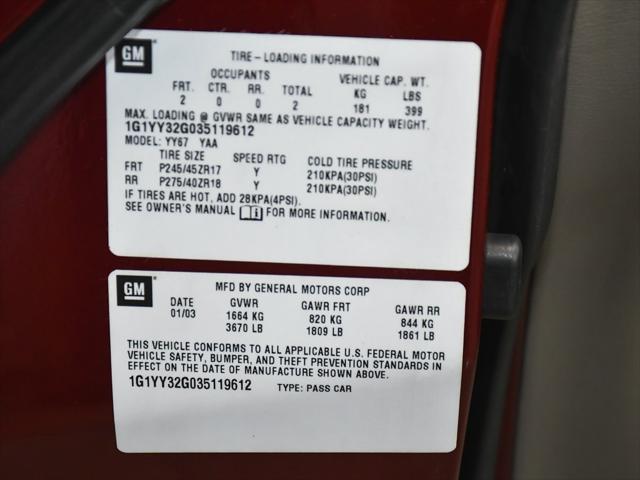 GM
TIRE-LOADING INFORMATION
OCCUPANTS VEHICLE CAP. WT.
FRT. CTR. RR. TOTAL KG LBS
2 0 0 2 181 399
MAX. LOADING @ GVWR SAME AS VEHICLE CAPACITY WEIGHT.
1G1YY32G035119612
MODEL: YY67 YAA
TIRE SIZE SPEED RTG COLD TIRE PRESSURE
FRT P245/45ZR17 Y 210KPA(30PSI)
RR P275/40ZR18 Y 210KPA(30PSI)
IF TIRES ARE HOT, ADD 28KPA(4PSI).
SEE OWNER'S MANUAL FOR MORE INFORMATION.
GM
MFD BY GENERAL MOTORS CORP
DATE GVWR GAWR FRT GAWR RR
01/03 1664 KG 820 KG 844 KG
3670 LB 1809 LB 1861 LB
THIS VEHICLE CONFORMS TO ALL APPLICABLE U.S. FEDERAL MOTOR
VEHICLE SAFETY, BUMPER, AND THEFT PREVENTION STANDARDS IN
EFFECT ON THE DATE OF MANUFACTURE SHOWN ABOVE.
1G1YY32G035119612 TYPE: PASS CAR